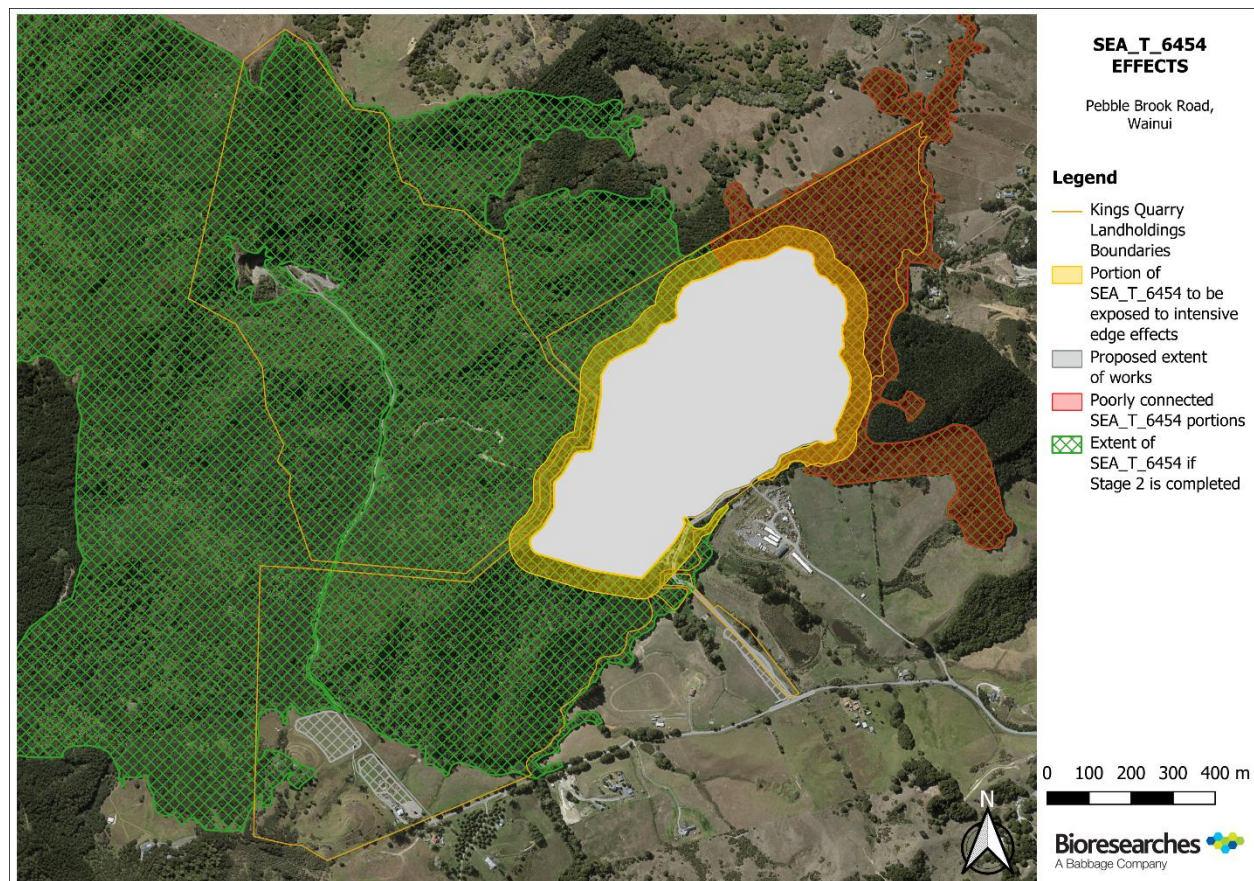 SEA_T_6454
EFFECTS
Pebble Brook Road,
Wainui
Legend
Kings Quarry
Landholdings
Boundaries
Portion of
SEA_T_6454 to be
exposed to intensive
edge effects
Proposed extent
of works
Poorly connected
SEA_T_6454 portions
Extent of
SEA_T_6454 if
Stage 2 is completed
0 100 200 300 400 m
N
Bioresearches
A Babbage Company